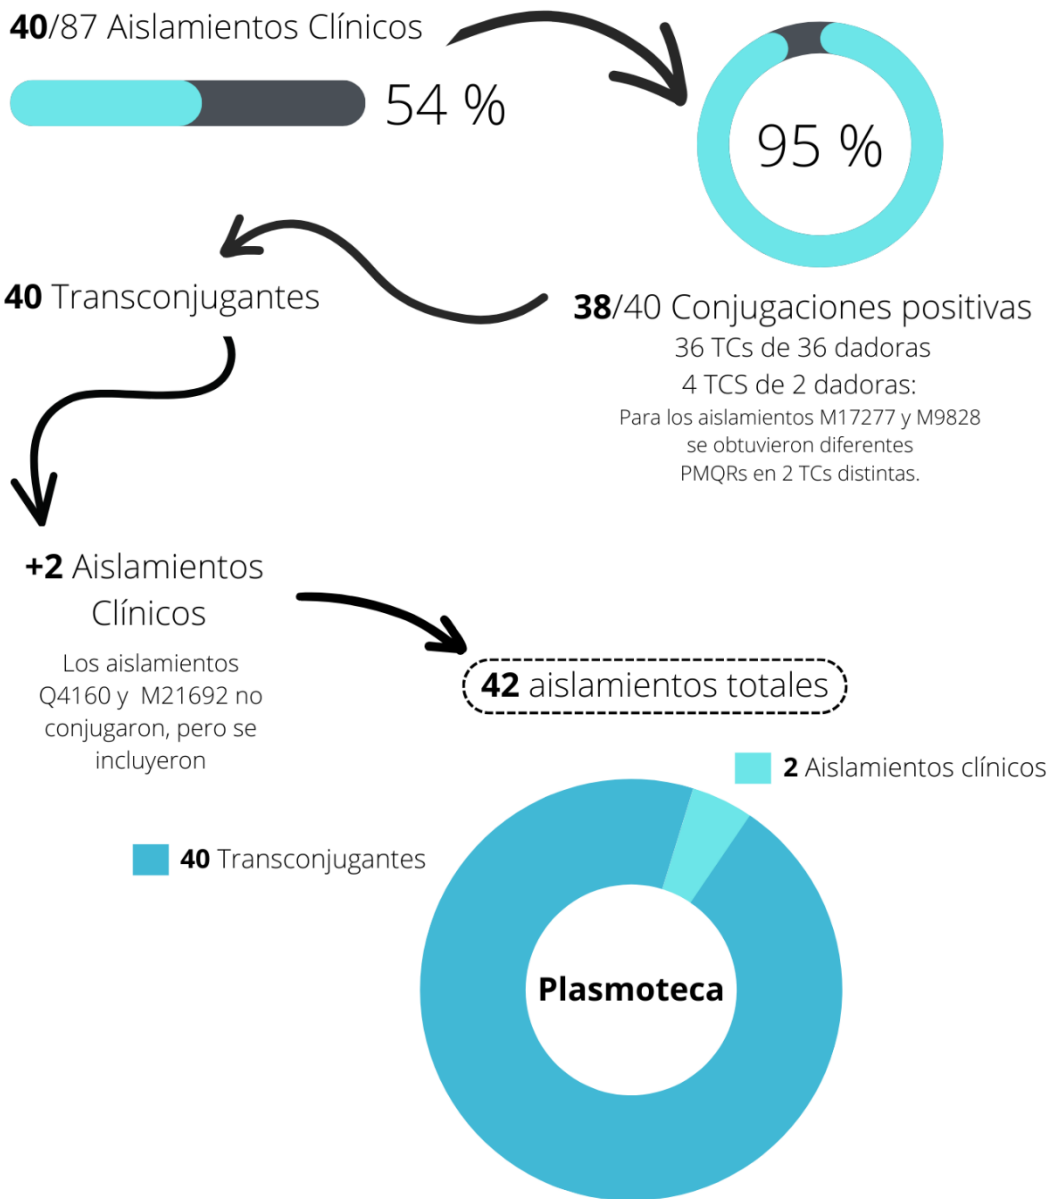 40/87 Aislamientos Clínicos
54 %
95 %
38/40 Conjugaciones positivas
36 TCs de 36 dadoras
4 TCS de 2 dadoras:
Para los aislamientos M17277 y M9828
se obtuvieron diferentes
PMQRs en 2 TCs distintas.
40 Transconjugantes
+2 Aislamientos
Clínicos
Los aislamientos
Q4160 y M21692 no
conjugaron, pero se
incluyeron
42 aislamientos totales
2 Aislamientos clínicos
40 Transconjugantes
Plasmoteca